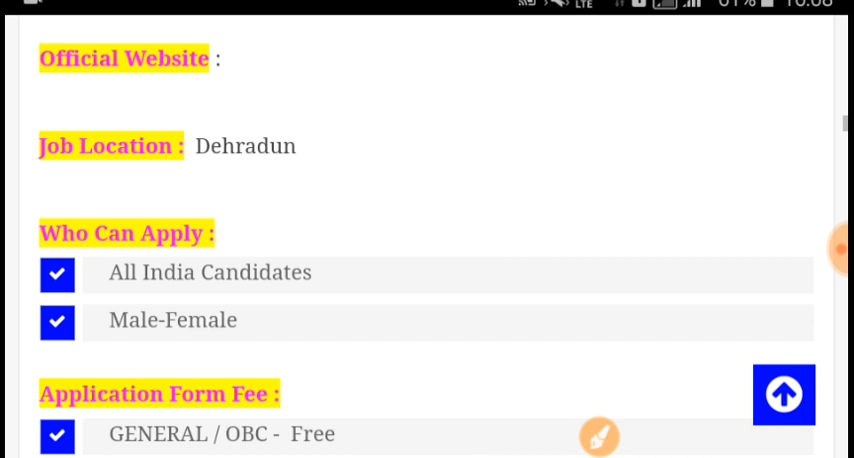 LTE
Official Website :
Job Location : Dehradun
Who Can Apply :
All India Candidates
Male-Female
Application Form Fee :
GENERAL / OBC - Free